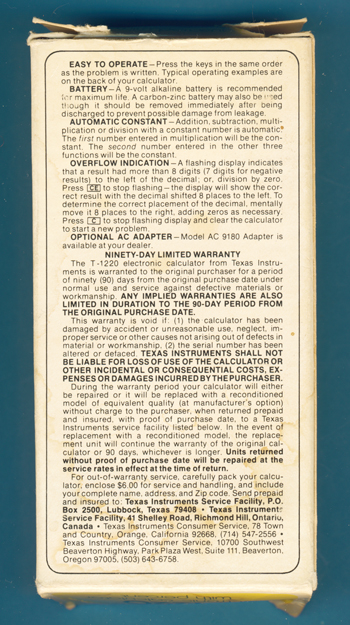 EASY TO OPERATE–Press the keys in the same order
as the problem is written. Typical operating examples are
on the back of your calculator.
BATTERY–A 9-volt alkaline battery is recommended
for maximum life. A carbon-zinc battery may also be used
though it should be removed immediately after being
discharged to prevent possible damage from leakage.
AUTOMATIC CONSTANT–Addition, subtraction, multi-
plication or division with a constant number is automatic.
The first number entered in multiplication will be the con-
stant. The second number entered in the other three
functions will be the constant.
OVERFLOW INDICATION–A flashing display indicates
that a result had more than 8 digits (7 digits for negative
results) to the left of the decimal; or, division by zero.
Press CE to stop flashing–the display will show the cor-
rect result with the decimal shifted 8 places to the left. To
determine the correct placement of the decimal, mentally
move it 8 places to the right, adding zeros as necessary.
Press C to stop flashing display and clear the calculator
to start a new problem.
OPTIONAL AC ADAPTER–Model AC 9180 Adapter is
available at your dealer.
NINETY-DAY LIMITED WARRANTY
The T-1220 electronic calculator from Texas Instru-
ments is warranted to the original purchaser for a period
of ninety (90) days from the original purchase date under
normal use and service against defective materials or
workmanship. ANY IMPLIED WARRANTIES ARE ALSO
LIMITED IN DURATION TO THE 90-DAY PERIOD FROM
THE ORIGINAL PURCHASE DATE.
This warranty is void if: (1) the calculator has been
damaged by accident or unreasonable use, neglect, im-
proper service or other causes not arising out of defects in
material or workmanship. (2) the serial number has been
altered or defaced. TEXAS INSTRUMENTS SHALL NOT
BE LIABLE FOR LOSS OF USE OF THE CALCULATOR OR
OTHER INCIDENTAL OR CONSEQUENTIAL COSTS, EX-
PENSES OR DAMAGES INCURRED BY THE PURCHASER.
During the warranty period your calculator will either
be repaired or it will be replaced with a reconditioned
model of equivalent quality (at manufacturer's option)
without charge to the purchaser, when returned prepaid
and insured, with proof of purchase date, to a Texas
Instruments service facility listed below. In the event of
replacement with a reconditioned model, the replace-
ment unit will continue the warranty of the original cal-
culator or 90 days, whichever is longer. Units returned
without proof of purchase date will be repaired at the
service rates in effect at the time of return.
For out-of-warranty service, carefully pack your calcu-
lator, enclose $6.00 for service and handling, and include
your complete name, address, and Zip code. Send prepaid
and insured to: Texas Instruments Service Facility, P.O.
Box 2500, Lubbock, Texas 79408 • Texas Instruments
Service Facility, 41 Shelley Road, Richmond Hill, Ontario,
Canada • Texas Instruments Consumer Service, 78 Town
and Country, Orange, California 92668, (714) 547-2556 •
Texas Instruments Consumer Service, 10700 Southwest
Beaverton Highway, Park Plaza West, Suite 111, Beaverton,
Oregon 97005, (503) 643-6758.